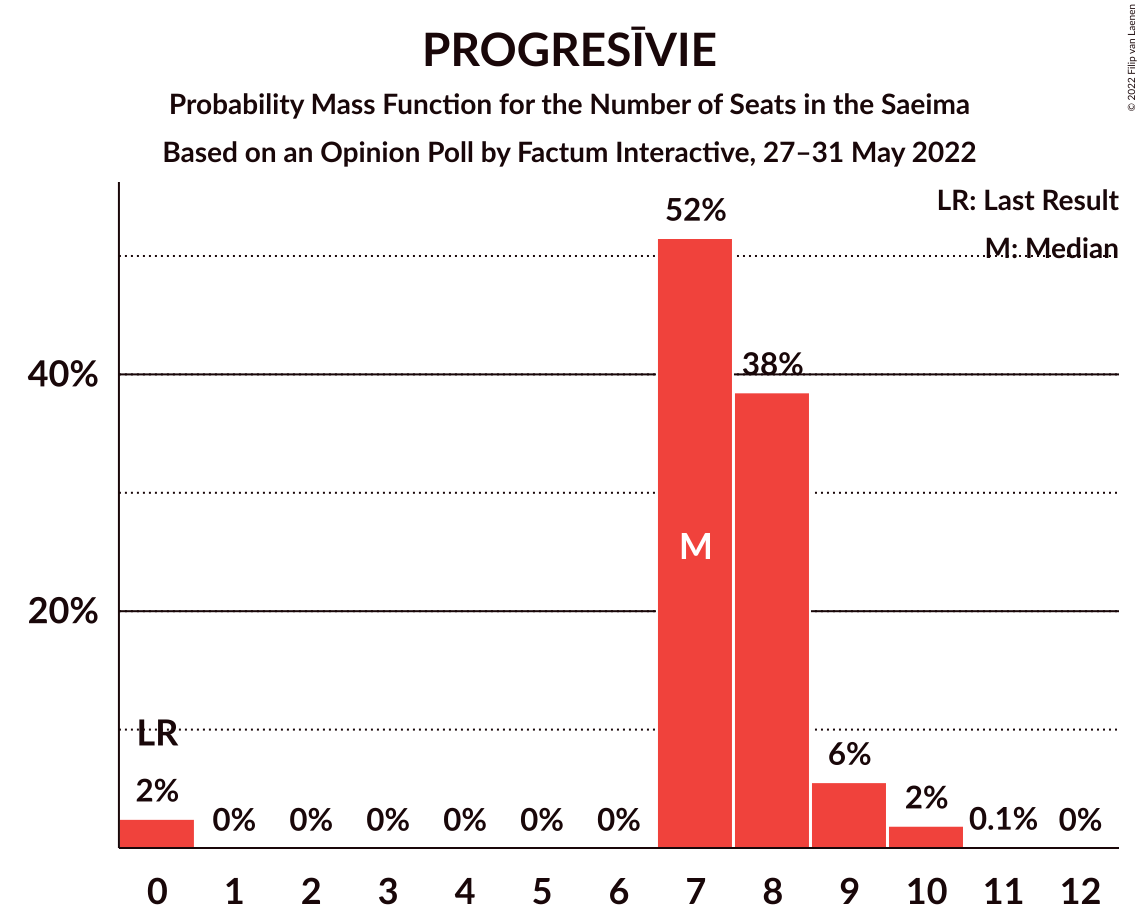 PROGRESĪVIE
Probability Mass Function for the Number of Seats in the Saeima
Based on an Opinion Poll by Factum Interactive, 27–31 May 2022
© 2022 Filip van Laenen
LR: Last Result
M: Median
52%
38%
40%
M
20%
LR
6%
2% 0% 0% 0% 0% 0% 0% 2% 0.1% 0%
0 1 2 3 4 5 6 7 8 9 10 11 12